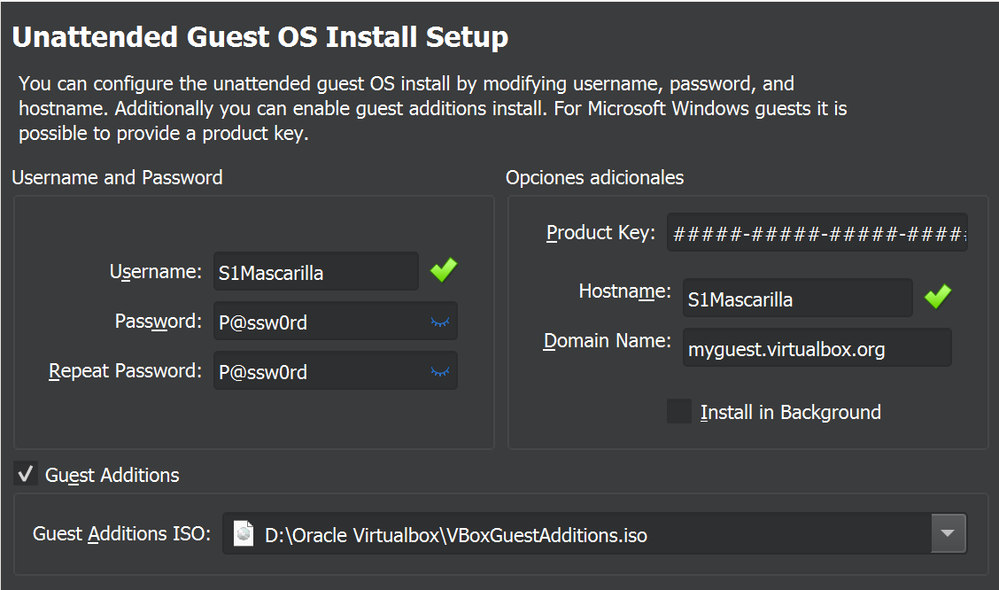 Unattended Guest OS Install Setup
You can configure the unattended guest OS install by modifying username, password, and
hostname. Additionally you can enable guest additions install. For Microsoft Windows guests it is
possible to provide a product key.
Username and Password
Username: S1Mascarilla
Password: P@ssw0rd
Repeat Password: P@ssw0rd
Opciones adicionales
Product Key: #####-#####-#####-#####
Hostname: S1Mascarilla
Domain Name: myguest.virtualbox.org
Install in Background
Guest Additions
Guest Additions ISO: D:\Oracle Virtualbox\VBoxGuestAdditions.iso